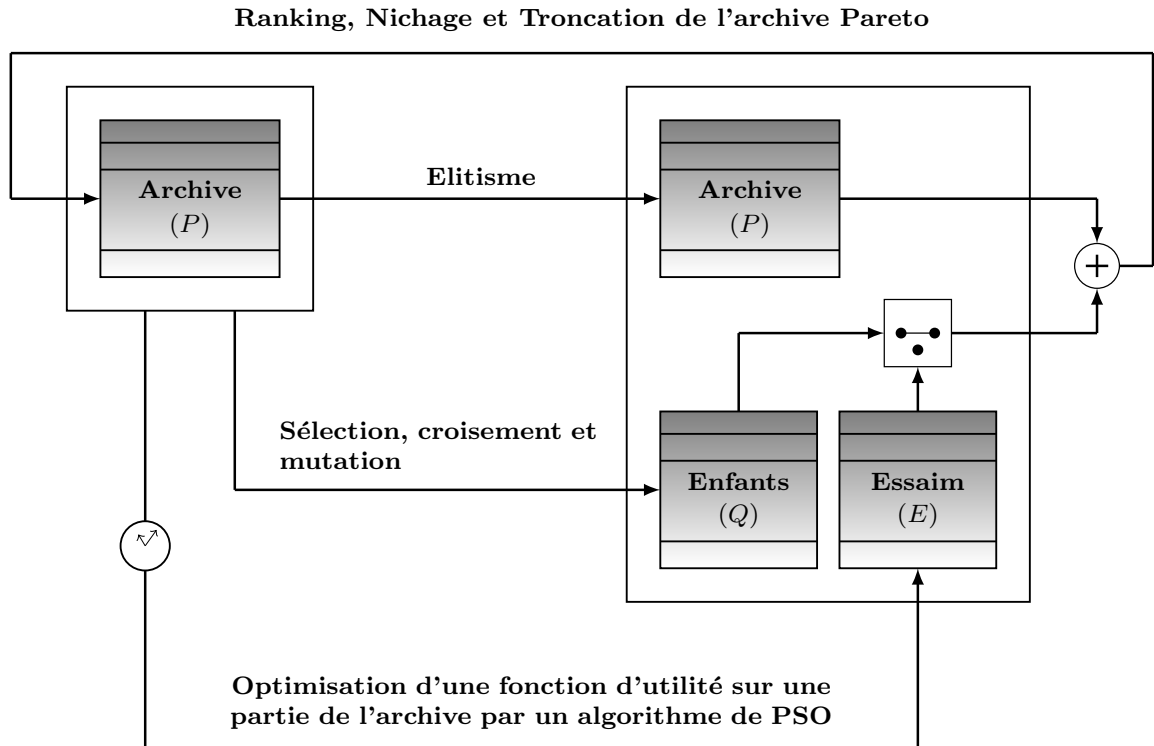 Ranking, Nichage et Troncation de l'archive Pareto
Archive
(P)
Elitisme
Archive
(P)
+
Sélection, croisement et
mutation
Enfants
(Q)
Essaim
(E)
Optimisation d'une fonction d'utilité sur une
partie de l'archive par un algorithme de PSO